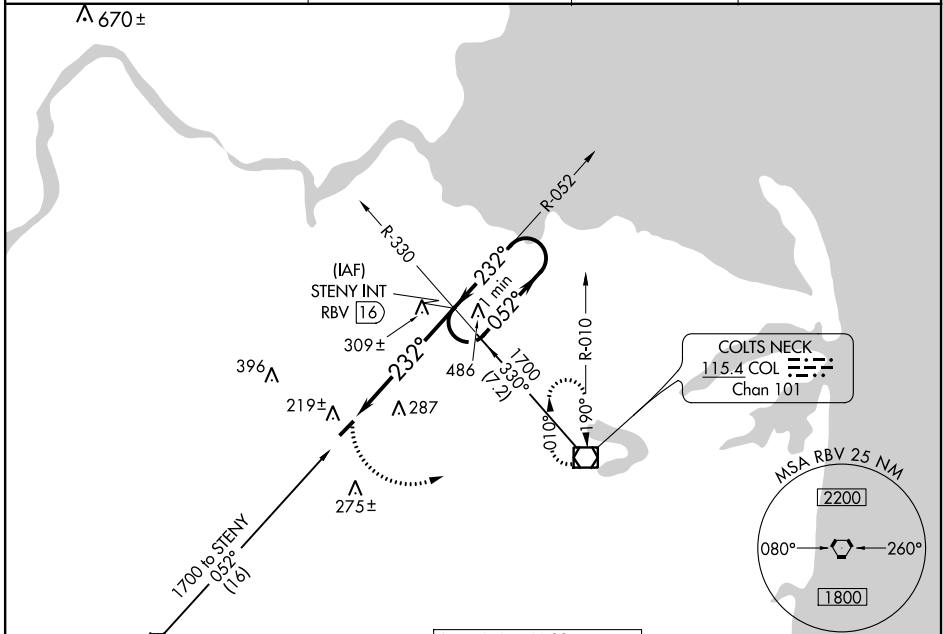 670±
R-052
R-330
232°
(IAF)
STENY INT
RBV 16
1 min
052°
309±
R-010
COLTS NECK
115.4 COL
Chan 101
232°
486
1700
330°
(7.2)
396
219±
287
010°
190°
275±
MSA RBV 25 NM
2200
080°
260°
1800
1700 to STENY
052°
(16)